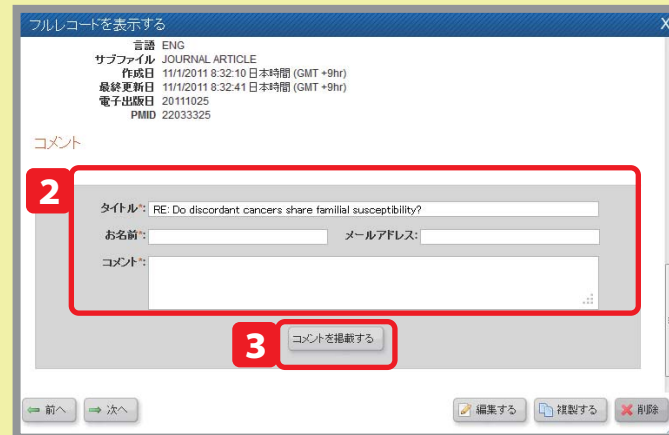 フルレコードを表示する X
言語 ENG
サブファイル JOURNAL ARTICLE
作成日 11/1/2011 8:32:10 日本時間 (GMT +9hr)
最終更新日 11/1/2011 8:32:41 日本時間 (GMT +9hr)
電子出版日 20111025
PMID 22033325
コメント
2
タイトル*: RE: Do discordant cancers share familial susceptibility?
お名前*: メールアドレス:
コメント*:
3 コメントを掲載する
前へ 次へ 編集する 複製する 削除